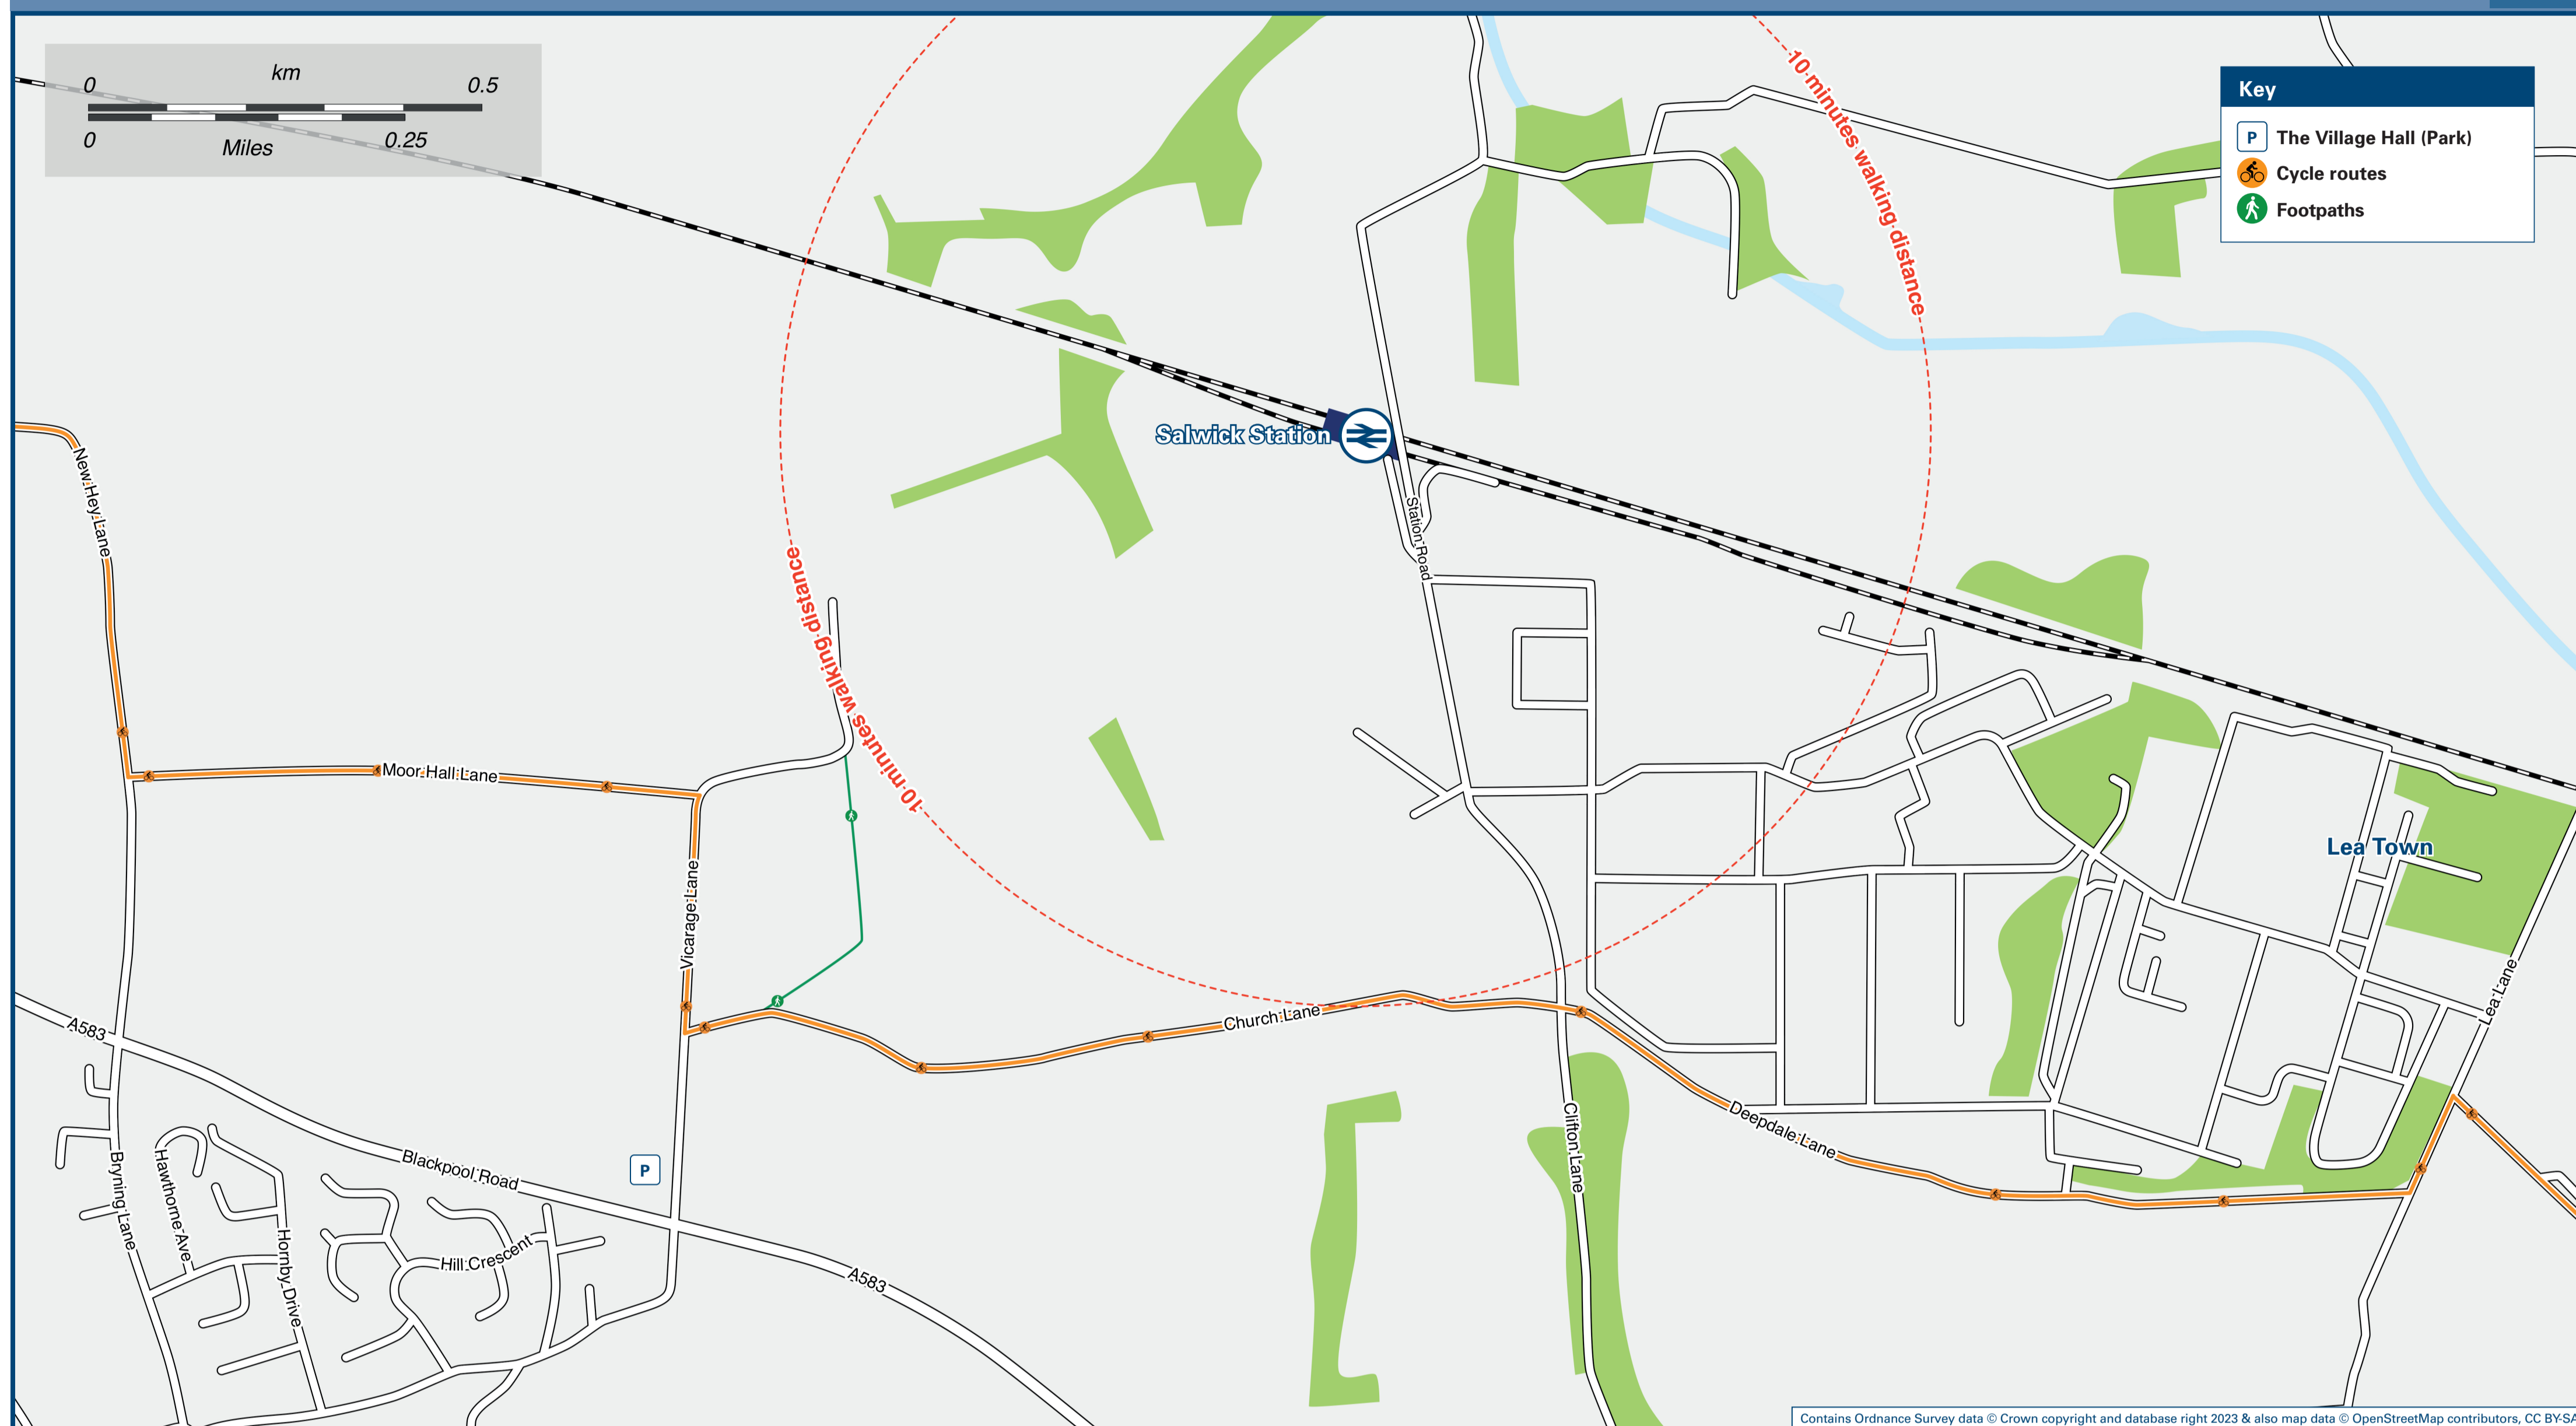 km
0 0.5
0 0.25
Miles
10 minutes walking distance
Key
P The Village Hall (Park)
Cycle routes
Footpaths
Salwick Station
Station Road
New Hey Lane
10 minutes walking distance
Moor Hall Lane
Vicarage Lane
Lea Town
Lea Lane
A583
Church Lane
Deepdale Lane
Clifton Lane
Blackpool Road
P
Bryning Lane
Hawthorne Ave
Hornby Drive
Hill Crescent
A583
Contains Ordnance Survey data © Crown copyright and database right 2023 & also map data © OpenStreetMap contributors, CC BY-SA